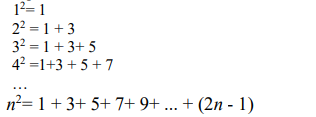 1²= 1
2² = 1 + 3
3² = 1 + 3+ 5
4² =1+3 + 5 + 7
...
n²= 1 + 3+ 5+ 7+ 9+ ... + (2n - 1)